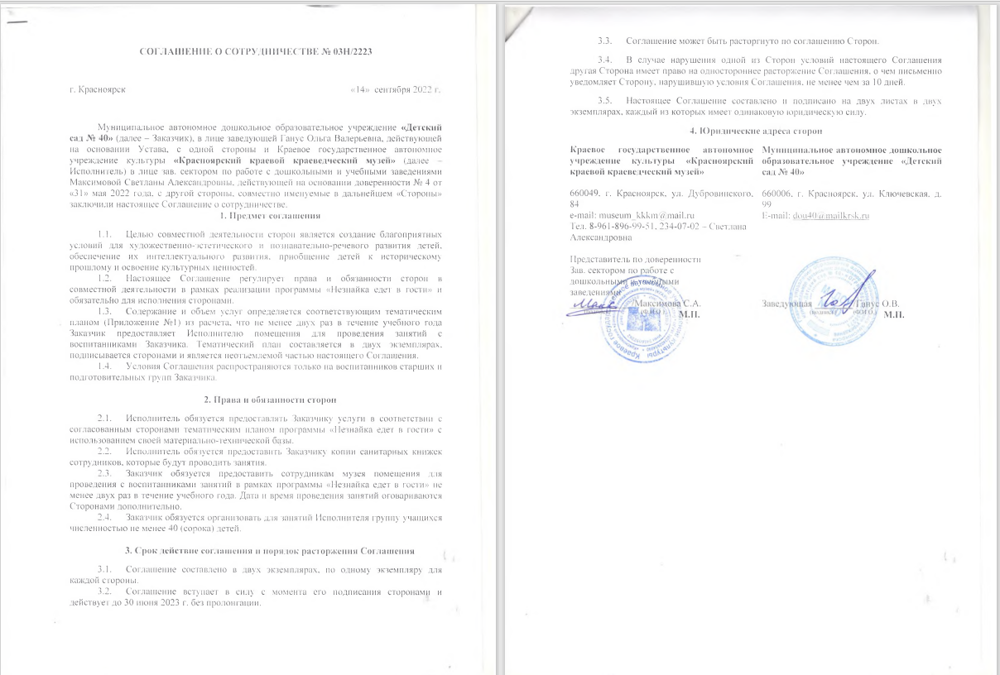 СОГЛАШЕНИЕ О СОТРУДНИЧЕСТВЕ № 03Н/2223
г. Красноярск «14» сентября 2022 г.
Муниципальное автономное дошкольное образовательное учреждение «Детский
сад № 40» (далее – Заказчик), в лице заведующей Ганус Ольга Валерьевна, действующей
на основании Устава, с одной стороны и Краевое государственное автономное
учреждение культуры «Красноярский краевой краеведческий музей» (далее –
Исполнитель) в лице зав. сектором по работе с дошкольными и учебными заведениями
Максимовой Светланы Александровны, действующей на основании доверенности № 4 от
«31» мая 2022 года, с другой стороны, совместно именуемые в дальнейшем «Стороны»
заключили настоящее Соглашение о сотрудничестве.
1. Предмет соглашения
1.1. Целью совместной деятельности сторон является создание благоприятных
условий для художественно-эстетического и познавательно-речевого развития детей,
обеспечение их интеллектуального развития, приобщение детей к историческому
прошлому и освоение культурных ценностей.
1.2. Настоящее Соглашение регулирует права и обязанности сторон в
совместной деятельности в рамках реализации программы «Незнайка едет в гости» и
обязательно для исполнения сторонами.
1.3. Содержание и объем услуг определяется соответствующим тематическим
планом (Приложение №1) из расчета, что не менее двух раз в течение учебного года
Заказчик предоставляет Исполнителю помещения для проведения занятий с
воспитанниками Заказчика. Тематический план составляется в двух экземплярах,
подписывается сторонами и является неотъемлемой частью настоящего Соглашения.
1.4. Условия Соглашения распространяются только на воспитанников старших и
подготовительных групп Заказчика.
2. Права и обязанности сторон
2.1. Исполнитель обязуется предоставлять Заказчику услуги в соответствии с
согласованным сторонами тематическим планом программы «Незнайка едет в гости» с
использованием своей материально-технической базы.
2.2. Исполнитель обязуется предоставить Заказчику копии санитарных книжек
сотрудников, которые будут проводить занятия.
2.3. Заказчик обязуется предоставить сотрудникам музея помещения для
проведения с воспитанниками занятий в рамках программы «Незнайка едет в гости» не
менее двух раз в течение учебного года. Дата и время проведения занятий оговариваются
Сторонами дополнительно.
2.4. Заказчик обязуется организовать для занятий Исполнителя группу учащихся
численностью не менее 40 (сорока) детей.
3. Срок действие соглашения и порядок расторжения Соглашения
3.1. Соглашение составлено в двух экземплярах, по одному экземпляру для
каждой стороны.
3.2. Соглашение вступает в силу с момента его подписания сторонами и
действует до 30 июня 2023 г. без пролонгации.
3.3. Соглашение может быть расторгнуто по соглашению Сторон.
3.4. В случае нарушения одной из Сторон условий настоящего Соглашения
другая Сторона имеет право на одностороннее расторжение Соглашения, о чем письменно
уведомляет Сторону, нарушившую условия Соглашения, не менее чем за 10 дней.
3.5. Настоящее Соглашение составлено и подписано на двух листах в двух
экземплярах, каждый из которых имеет одинаковую юридическую силу.
4. Юридические адреса сторон
Краевое государственное автономное
учреждение культуры «Красноярский
краевой краеведческий музей»
660049, г. Красноярск, ул. Дубровинского,
84
e-mail: museum_kkkm@mail.ru
Тел. 8-961-896-99-51, 234-07-02 – Светлана
Александровна
Представитель по доверенности
Зав. сектором по работе с
дошкольными и учебными
заведениями
Максимова С.А.
(Ф.И.О.) М.П.
Муниципальное автономное дошкольное
образовательное учреждение «Детский
сад № 40»
660006, г. Красноярск, ул. Ключевская, д.
99
E-mail: dou40@mailkrsk.ru
Заведующая Ганус О.В.
(подпись) (Ф.И.О.) М.П.